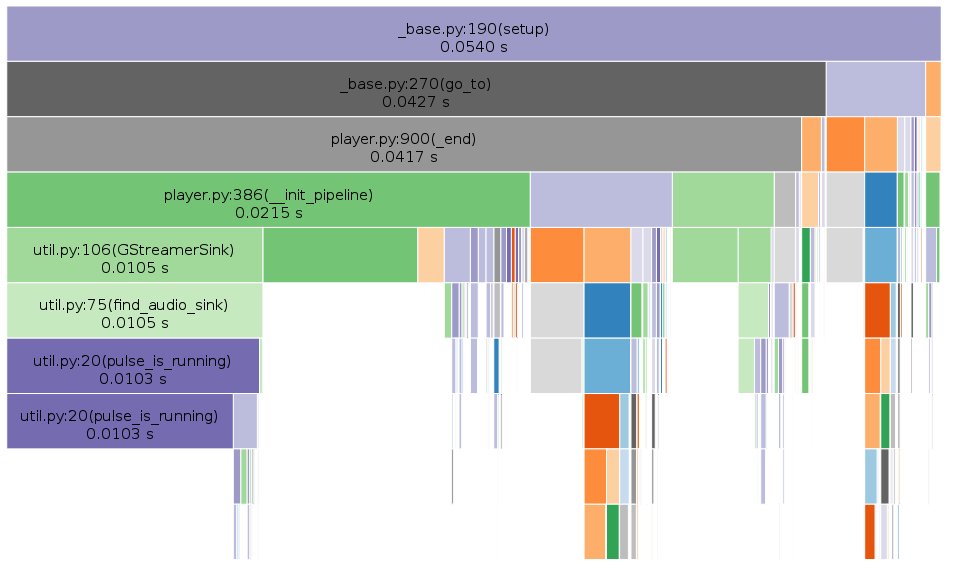 _base.py:190(setup)
0.0540 s
_base.py:270(go_to)
0.0427 s
player.py:900(_end)
0.0417 s
player.py:386(__init_pipeline)
0.0215 s
util.py:106(GStreamerSink)
0.0105 s
util.py:75(find_audio_sink)
0.0105 s
util.py:20(pulse_is_running)
0.0103 s
util.py:20(pulse_is_running)
0.0103 s